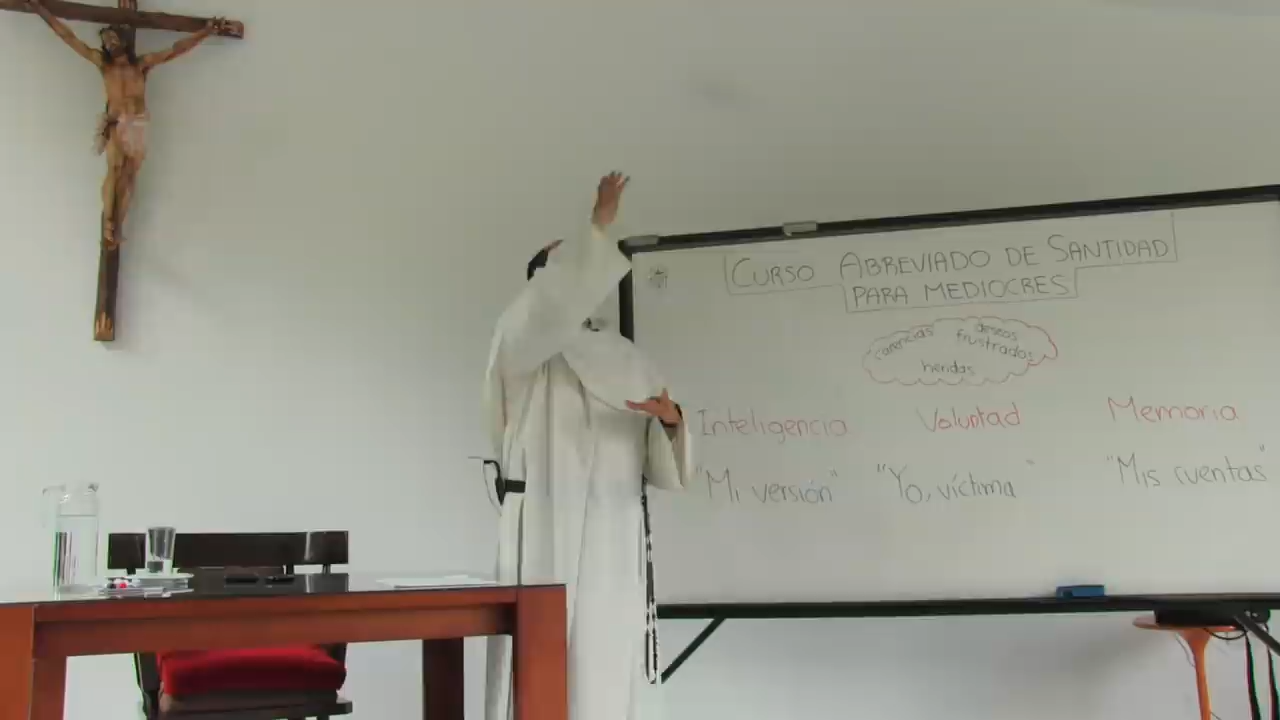 CURSO ABREVIADO DE SANTIDAD
PARA MEDIOCRES
carencias deseos frustrados
heridas
Inteligencia Voluntad Memoria
"Mi versión" "Yo, víctima" "Mis cuentas"